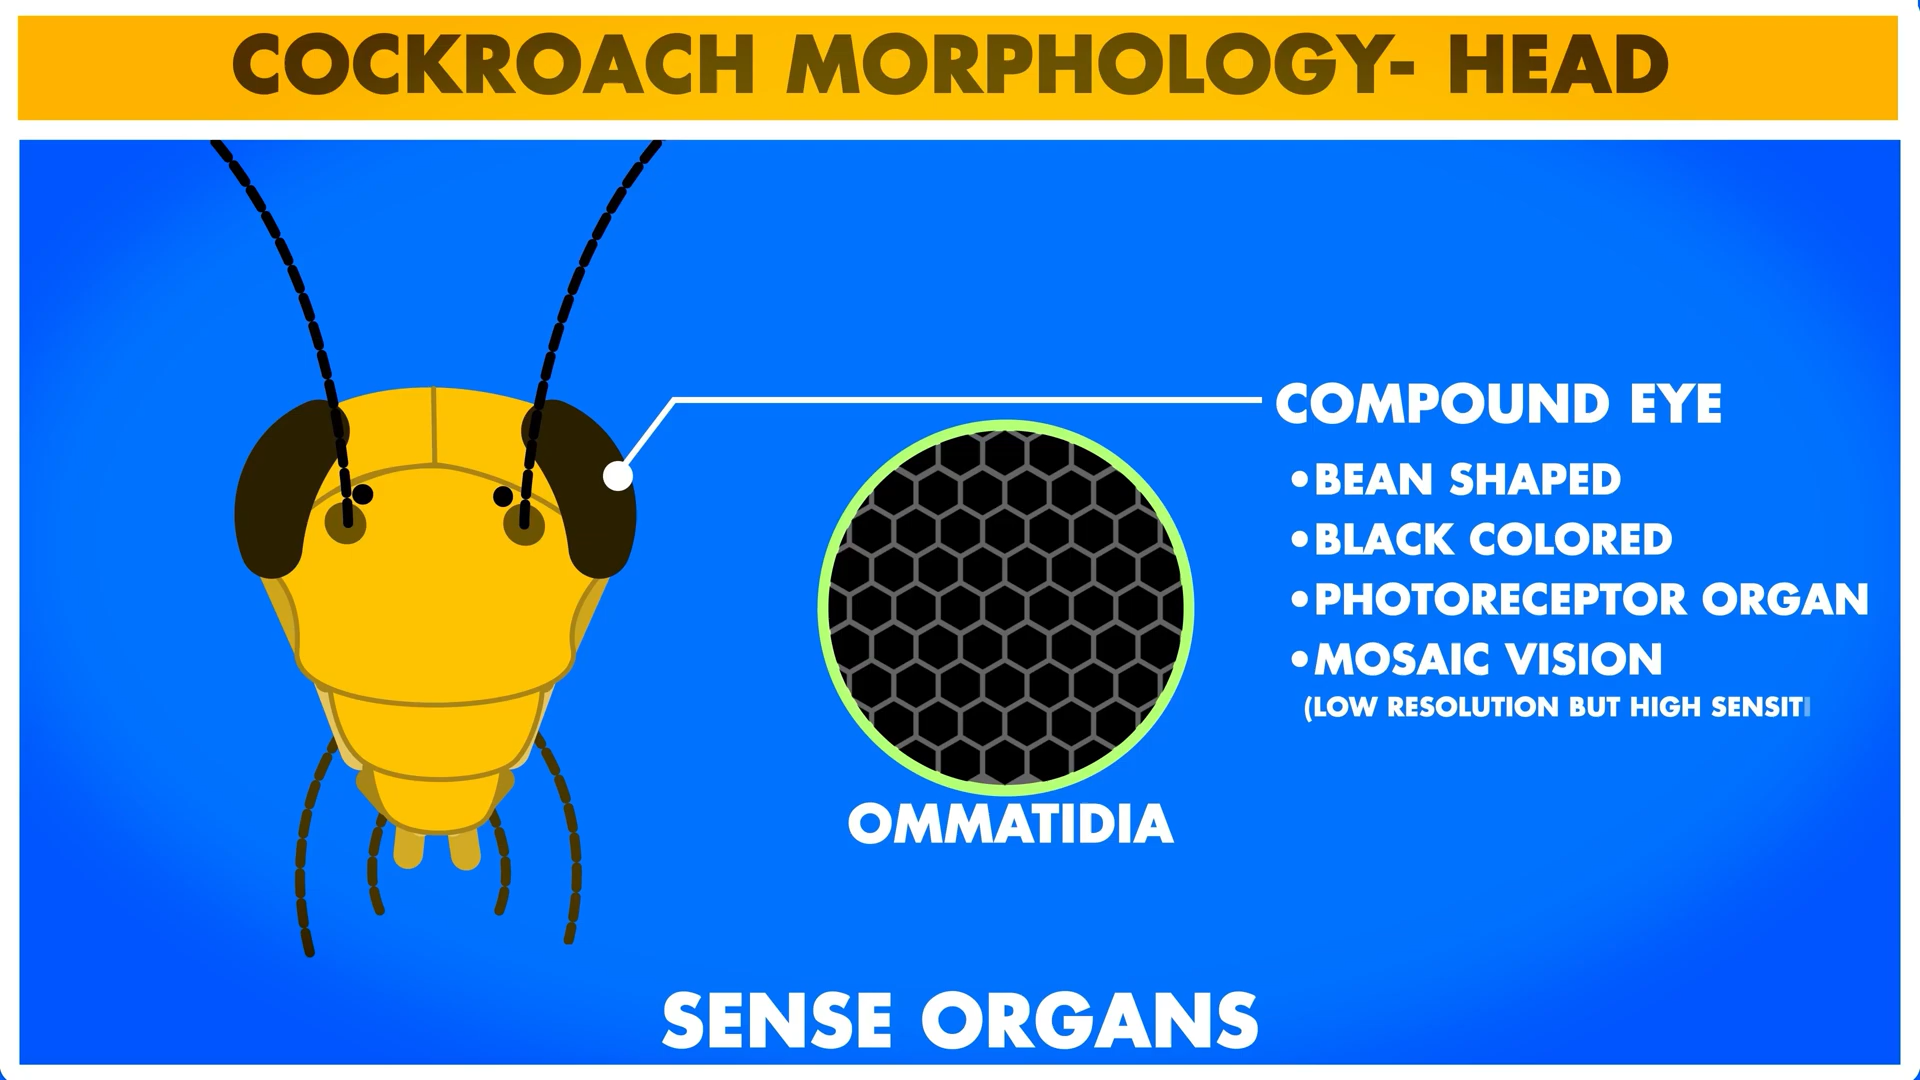 COCKROACH MORPHOLOGY- HEAD
COMPOUND EYE
•BEAN SHAPED
•BLACK COLORED
•PHOTORECEPTOR ORGAN
•MOSAIC VISION
(LOW RESOLUTION BUT HIGH SENSITI
OMMATIDIA
SENSE ORGANS